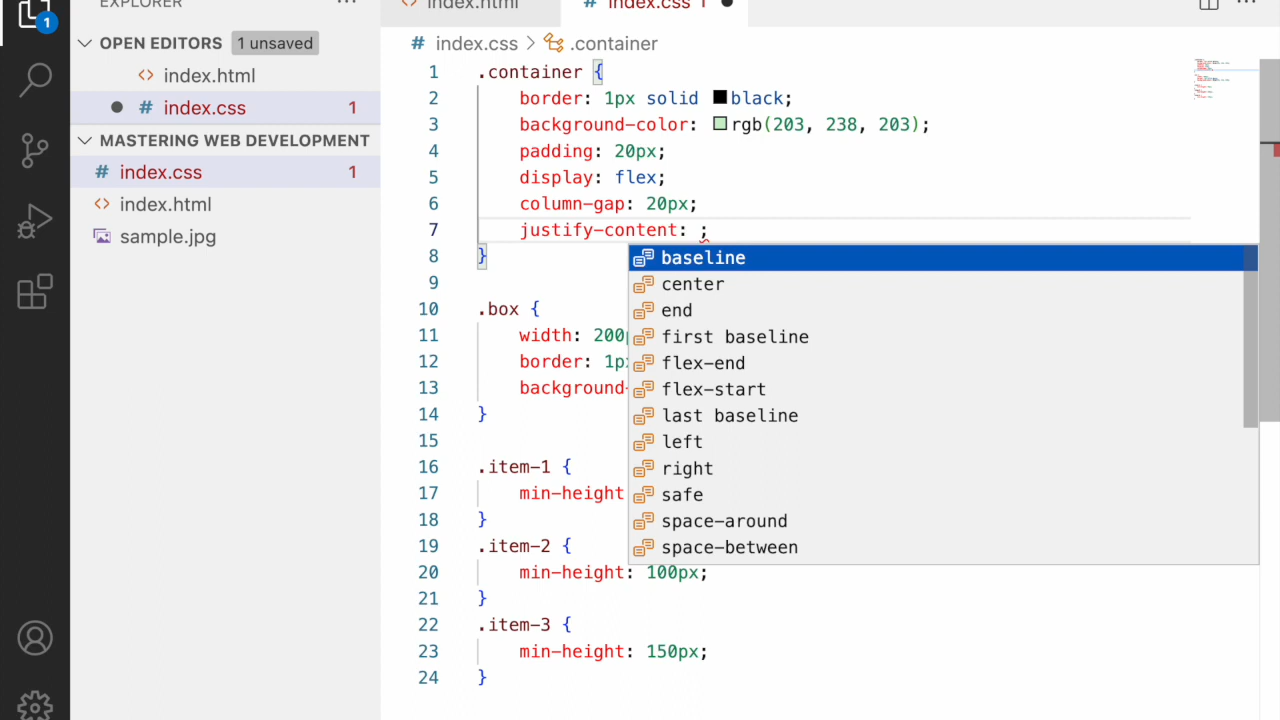 EXPLORER
index.html
# index.css 1
1
OPEN EDITORS 1 unsaved
index.html
# index.css 1
MASTERING WEB DEVELOPMENT
# index.css 1
index.html
sample.jpg
# index.css > .container
1 .container {
2 border: 1px solid black;
3 background-color: rgb(203, 238, 203);
4 padding: 20px;
5 display: flex;
6 column-gap: 20px;
7 justify-content: ;
8 }
9
10 .box {
11 width: 200p
12 border: 1px
13 background-
14 }
15
16 .item-1 {
17 min-height
18 }
19 .item-2 {
20 min-height: 100px;
21 }
22 .item-3 {
23 min-height: 150px;
24 }
baseline
center
end
first baseline
flex-end
flex-start
last baseline
left
right
safe
space-around
space-between